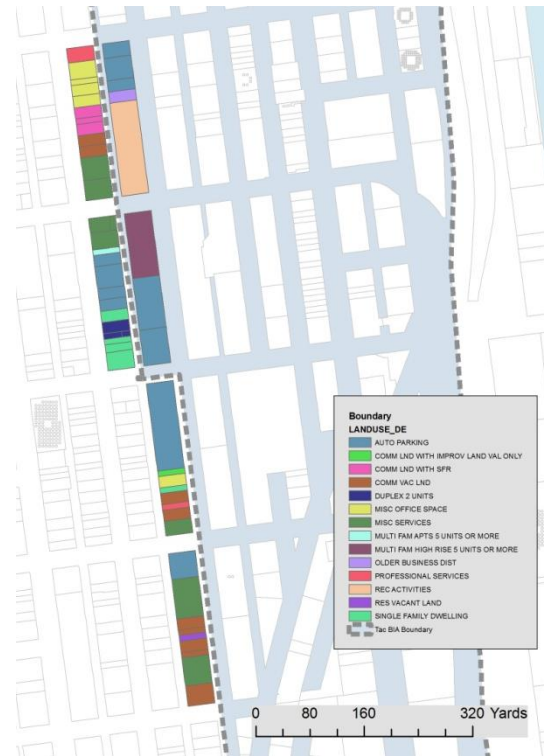 Boundary
LANDUSE_DE
AUTO PARKING
COMM LND WITH IMPROV LAND VAL ONLY
COMM LND WITH SFR
COMM VAC LND
DUPLEX 2 UNITS
MISC OFFICE SPACE
MISC SERVICES
MULTI FAM APTS 5 UNITS OR MORE
MULTI FAM HIGH RISE 5 UNITS OR MORE
OLDER BUSINESS DIST
PROFESSIONAL SERVICES
REC ACTIVITIES
RES VACANT LAND
SINGLE FAMILY DWELLING
Tac BIA Boundary
0 80 160 320 Yards